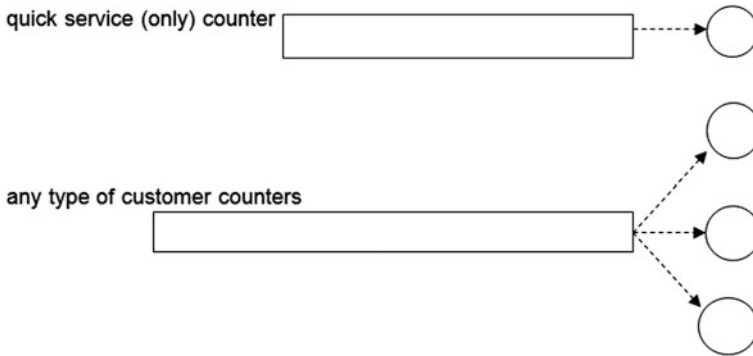 quick service (only) counter
any type of customer counters